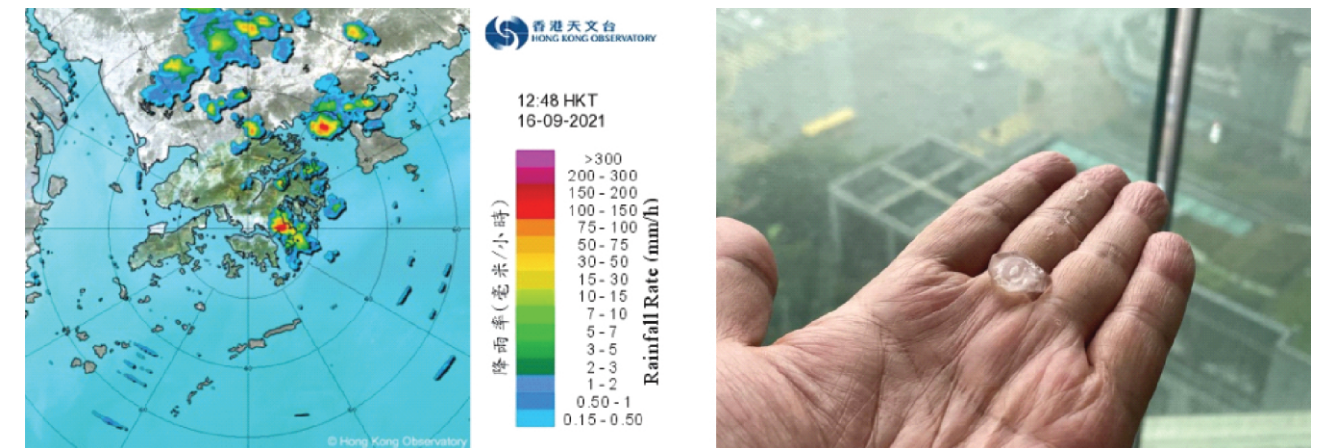 香港天文台
HONG KONG OBSERVATORY
12:48 HKT
16-09-2021
降雨率(毫米/小時)
Rainfall Rate (mm/h)
>300
200 - 300
150 - 200
100 - 150
75 - 100
50 - 75
30 - 50
15 - 30
10 - 15
7 - 10
5 - 7
3 - 5
2 - 3
1 - 2
0.50 - 1
0.15 - 0.50
© Hong Kong Observatory